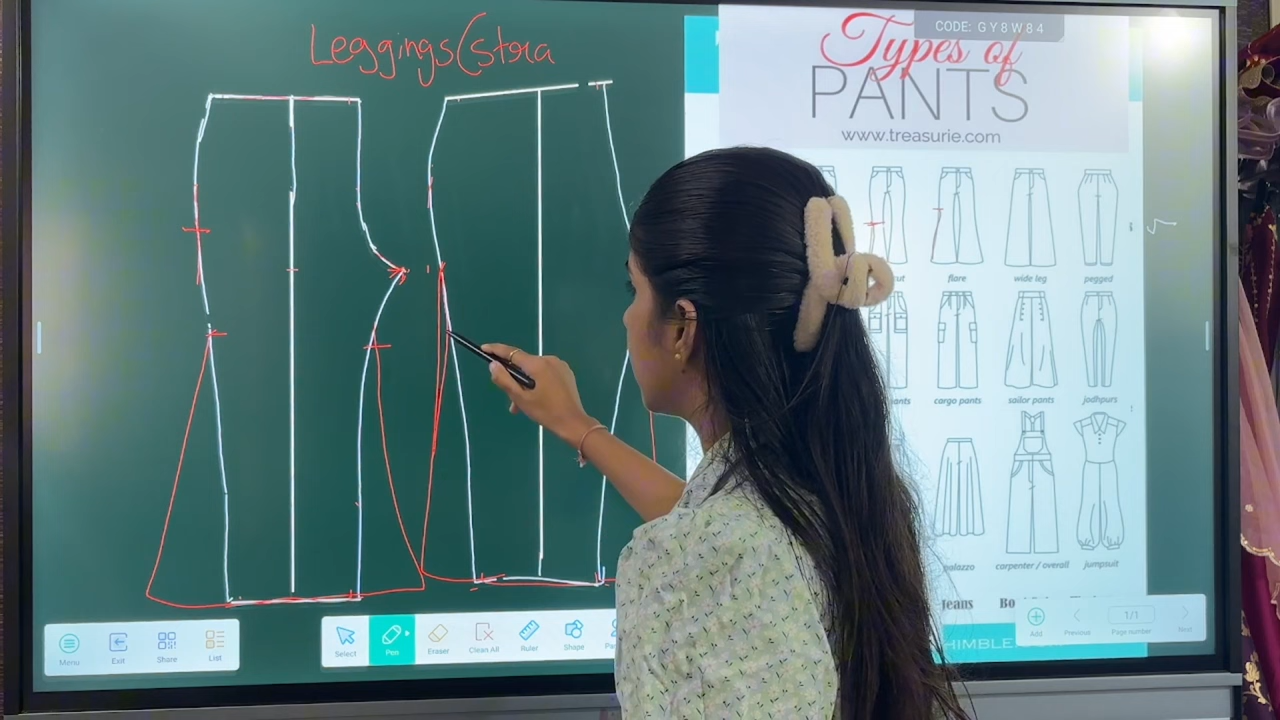 Leggings(stra
CODE: GY8W84
Types of
PANTS
www.treasurie.com
flare
wide leg
pegged
cargo pants
sailor pants
jodhpurs
carpenter / overall
jumpsuit
Menu
Exit
Share
List
Select
Pen
Eraser
Clean All
Ruler
Shape
Add
Previous
1/1
Page number
Next